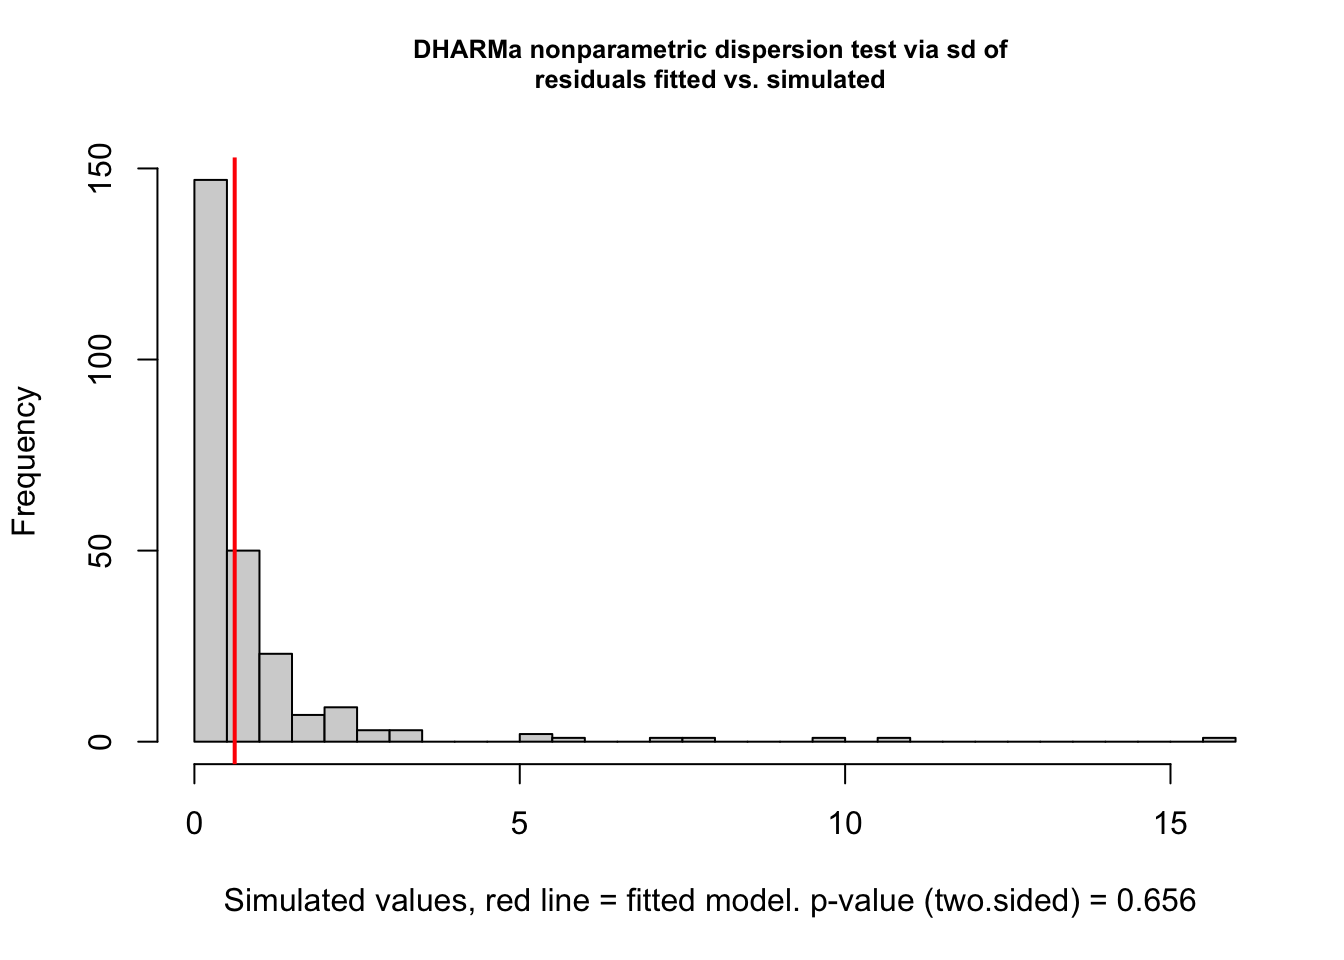 DHARMa nonparametric dispersion test via sd of
residuals fitted vs. simulated
Frequency
150
100
50
0
0 5 10 15
Simulated values, red line = fitted model. p-value (two.sided) = 0.656